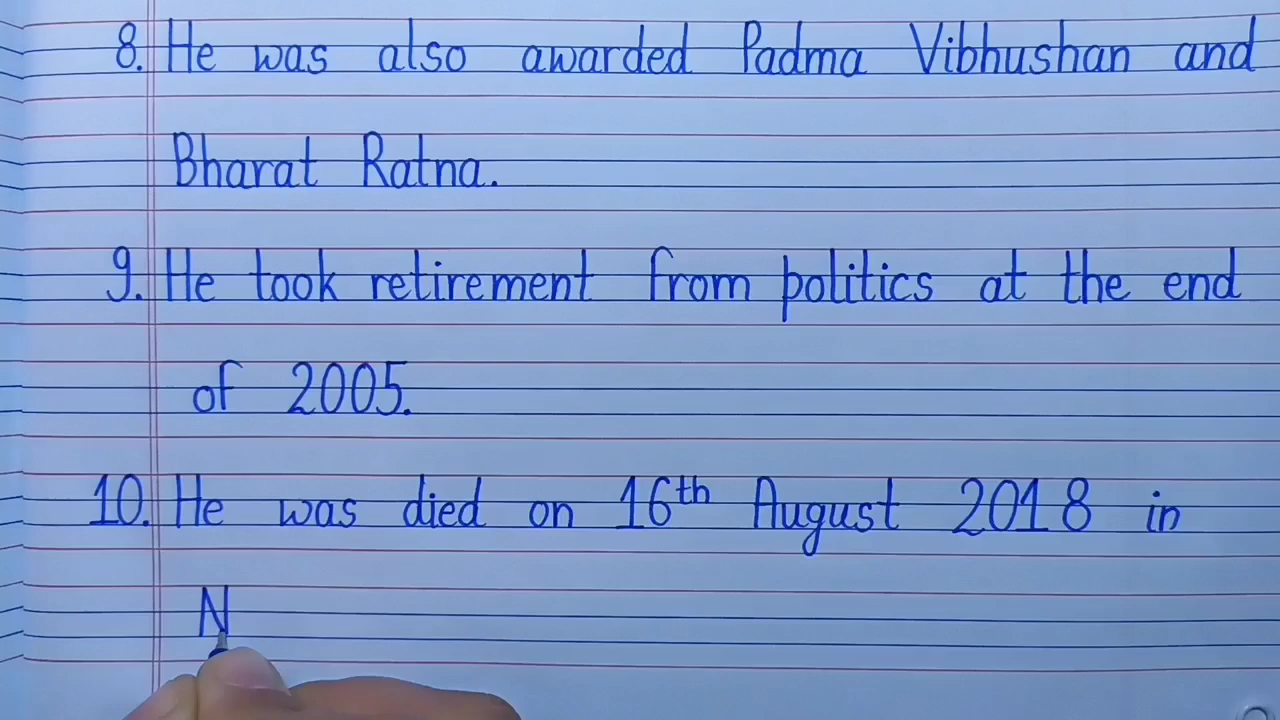 8. He was also awarded Padma Vibhushan and
Bharat Ratna.
9. He took retirement from politics at the end
of 2005.
10. He was died on 16th August 2018 in
N